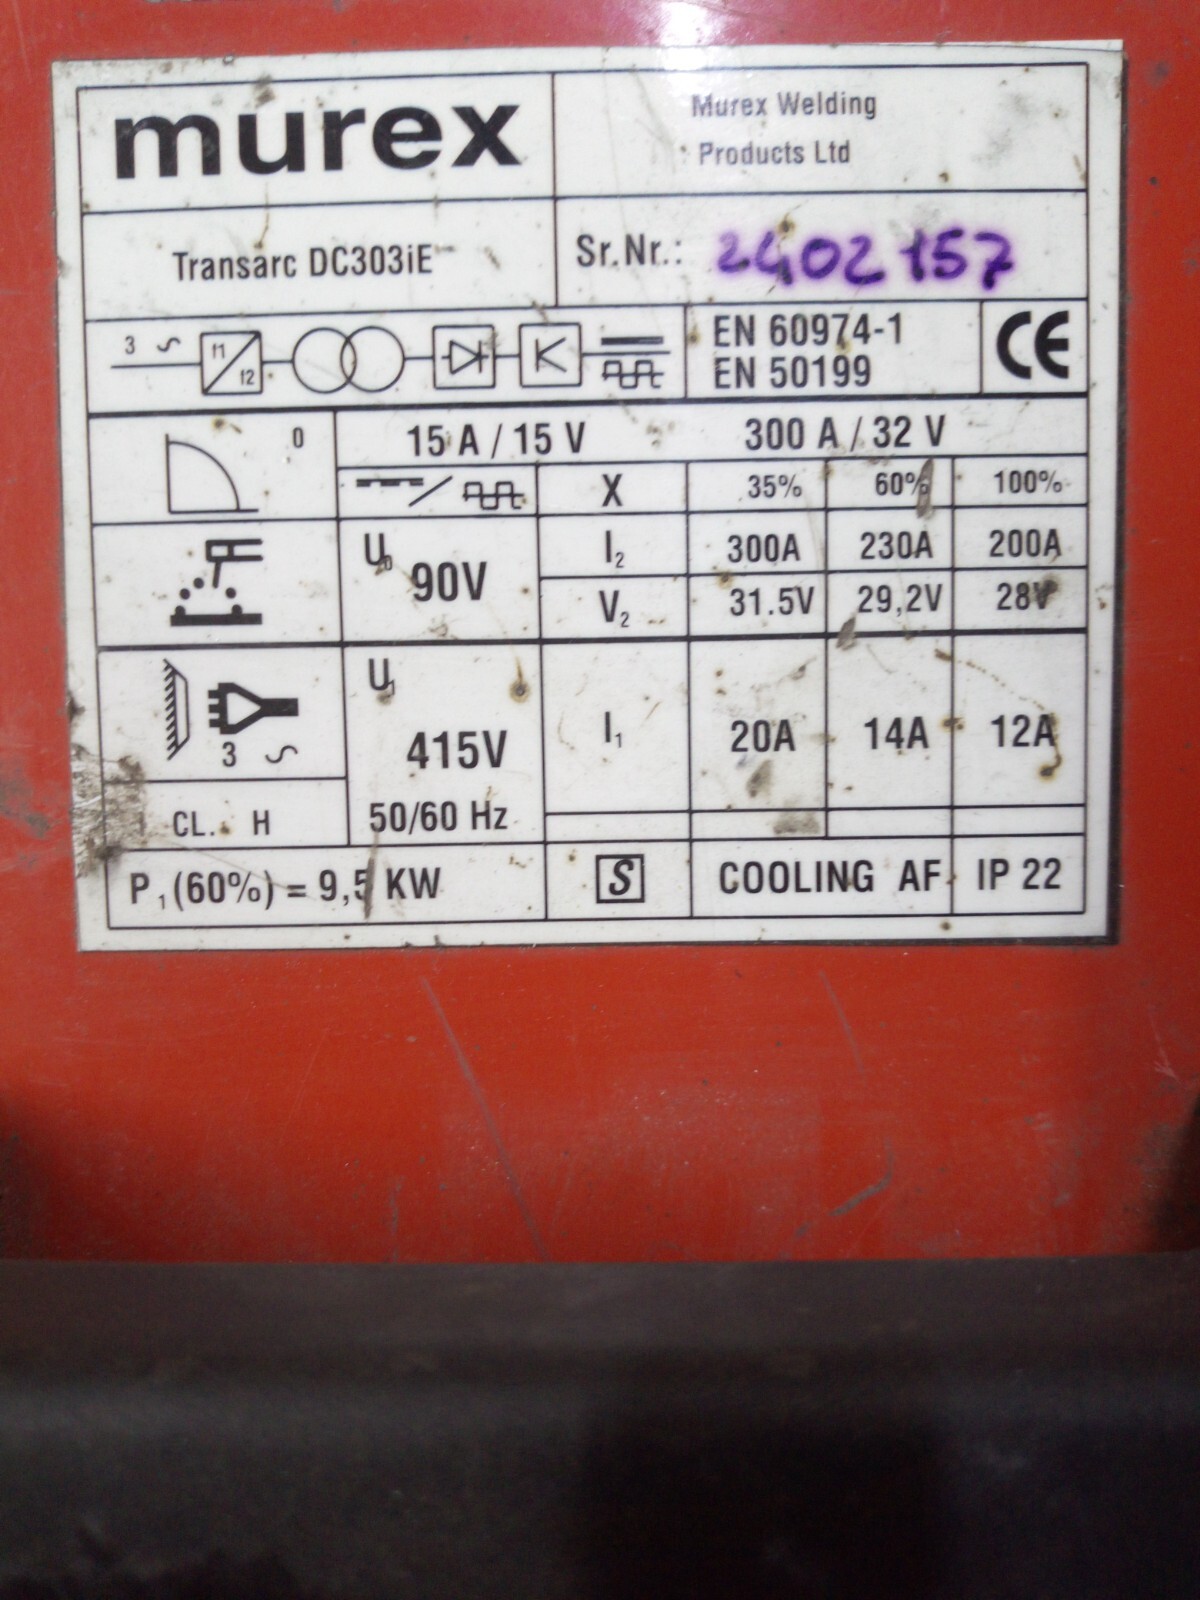 murex
Murex Welding
Products Ltd
Transarc DC303iE
Sr.Nr.: 2402157
3 f1 f2
EN 60974-1
EN 50199
CE
0 15 A / 15 V 300 A / 32 V
X 35% 60% 100%
U0 90V
I2 300A 230A 200A
V2 31.5V 29,2V 28V
3 U1 415V 50/60 Hz
I1 20A 14A 12A
CL. H
P1 (60%) = 9,5 KW S COOLING AF IP 22